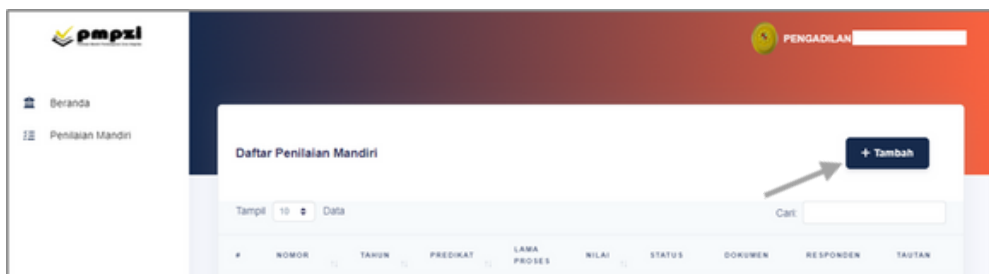 pmpzi
PENGADILAN
Beranda
Penilaian Mandiri
Daftar Penilaian Mandiri
+ Tambah
Tampil 10 Data
Cari:
# NOMOR TAHUN PREDIKAT LAMA PROSES NILAI STATUS DOKUMEN RESPONDEN TAUTAN